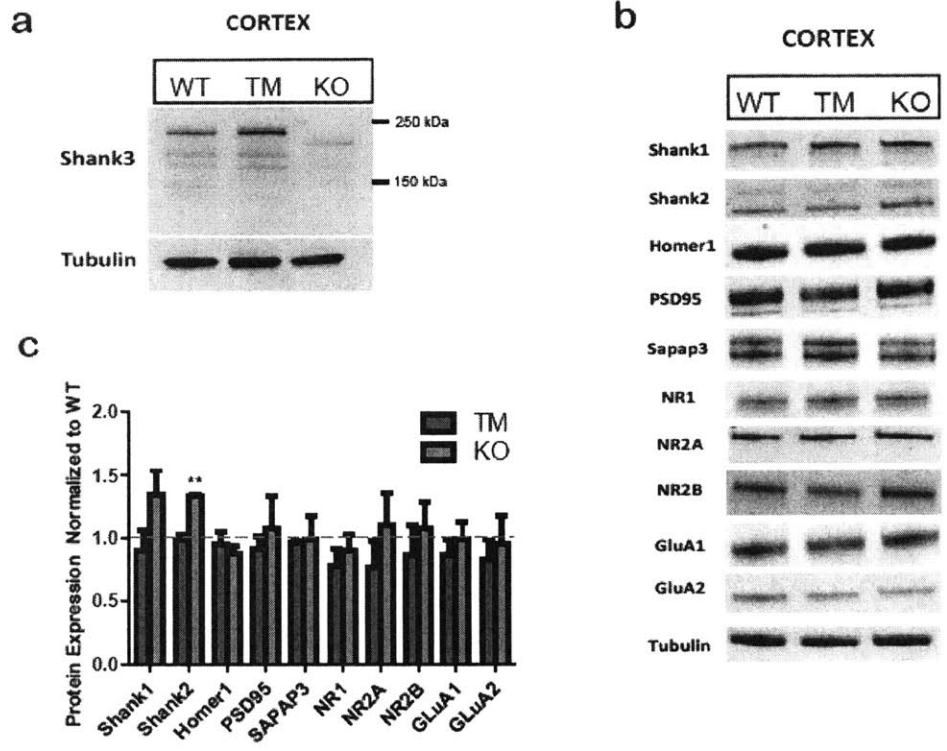 a
CORTEX
WT TM KO
Shank3
250 kDa
150 kDa
Tubulin
b
CORTEX
WT TM KO
Shank1
Shank2
Homer1
PSD95
Sapap3
NR1
NR2A
NR2B
GluA1
GluA2
Tubulin
c
Protein Expression Normalized to WT
2.0
1.5
1.0
0.5
0.0
**
TM
KO
Shank1
Shank2
Homer1
PSD95
SAPAP3
NR1
NR2A
NR2B
GLuA1
GLuA2